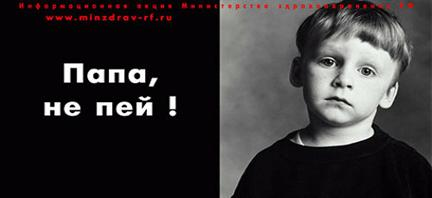 Информационная акция Министерства здравоохранения РФ
www.minzdrav-rf.ru
Папа,
не пей !